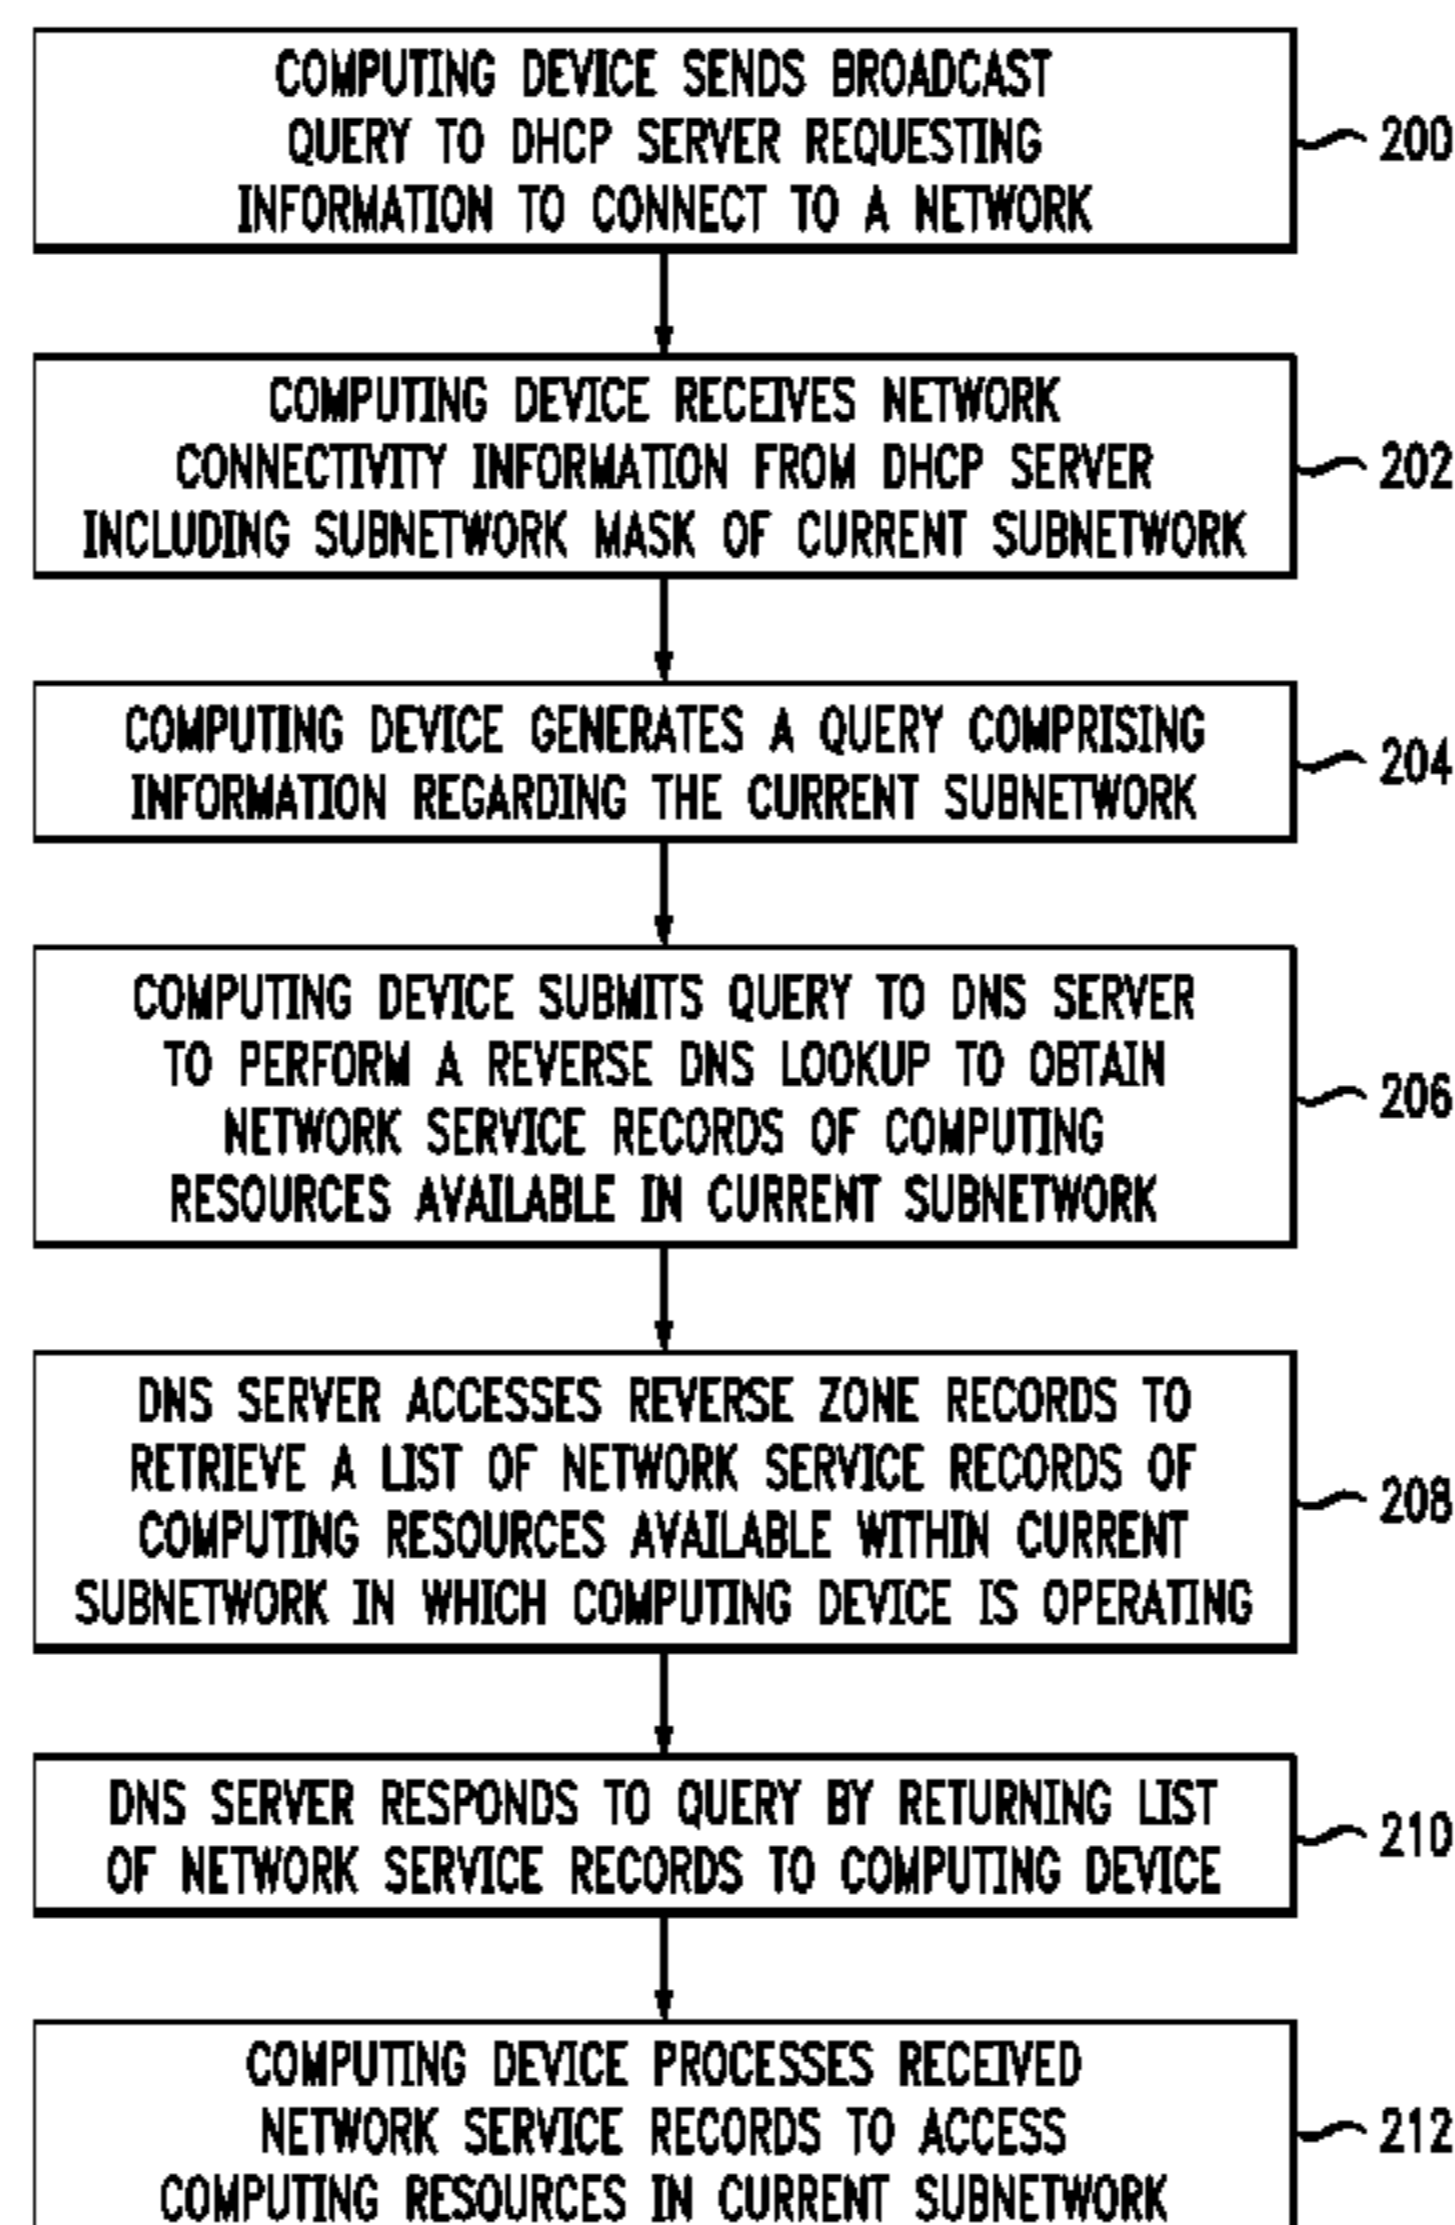 COMPUTING DEVICE SENDS BROADCAST
QUERY TO DHCP SERVER REQUESTING
INFORMATION TO CONNECT TO A NETWORK
200
COMPUTING DEVICE RECEIVES NETWORK
CONNECTIVITY INFORMATION FROM DHCP SERVER
INCLUDING SUBNETWORK MASK OF CURRENT SUBNETWORK
202
COMPUTING DEVICE GENERATES A QUERY COMPRISING
INFORMATION REGARDING THE CURRENT SUBNETWORK
204
COMPUTING DEVICE SUBMITS QUERY TO DNS SERVER
TO PERFORM A REVERSE DNS LOOKUP TO OBTAIN
NETWORK SERVICE RECORDS OF COMPUTING
RESOURCES AVAILABLE IN CURRENT SUBNETWORK
206
DNS SERVER ACCESSES REVERSE ZONE RECORDS TO
RETRIEVE A LIST OF NETWORK SERVICE RECORDS OF
COMPUTING RESOURCES AVAILABLE WITHIN CURRENT
SUBNETWORK IN WHICH COMPUTING DEVICE IS OPERATING
208
DNS SERVER RESPONDS TO QUERY BY RETURNING LIST
OF NETWORK SERVICE RECORDS TO COMPUTING DEVICE
210
COMPUTING DEVICE PROCESSES RECEIVED
NETWORK SERVICE RECORDS TO ACCESS
COMPUTING RESOURCES IN CURRENT SUBNETWORK
212